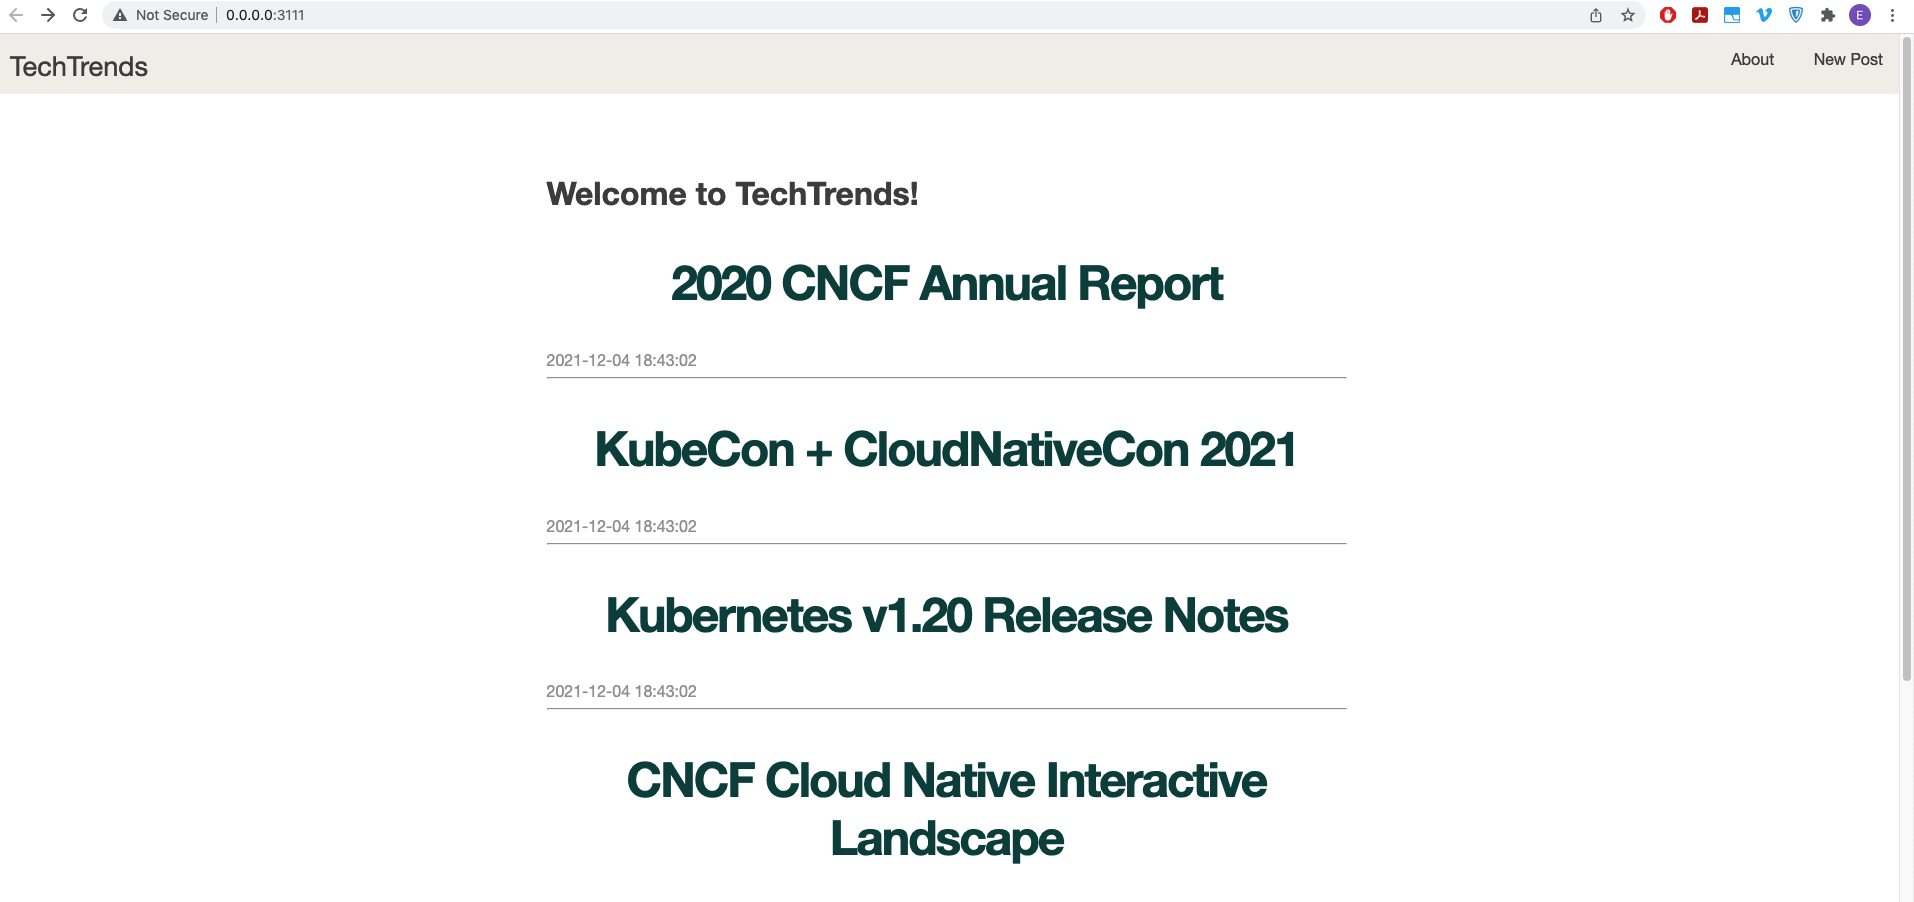 Not Secure
0.0.0.0:3111
E
TechTrends
About
New Post
Welcome to TechTrends!
2020 CNCF Annual Report
2021-12-04 18:43:02
KubeCon + CloudNativeCon 2021
2021-12-04 18:43:02
Kubernetes v1.20 Release Notes
2021-12-04 18:43:02
CNCF Cloud Native Interactive
Landscape